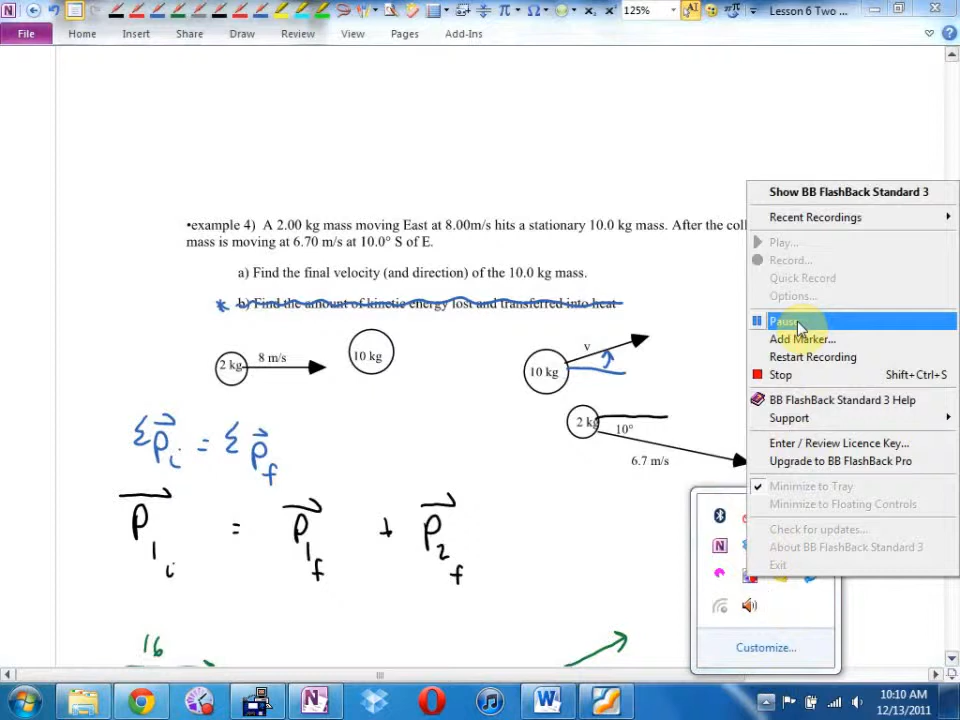 125% Lesson 6 Two ...
File Home Insert Share Draw Review View Pages Add-Ins
•example 4) A 2.00 kg mass moving East at 8.00m/s hits a stationary 10.0 kg mass. After the coll
mass is moving at 6.70 m/s at 10.0° S of E.
a) Find the final velocity (and direction) of the 10.0 kg mass.
* b) Find the amount of kinetic energy lost and transferred into heat
2 kg 8 m/s 10 kg
10 kg v
2 kg 10°
6.7 m/s
Σp⃗i = Σp⃗f
P⃗1i = P⃗1f + P⃗2f
16
Show BB FlashBack Standard 3
Recent Recordings
Play...
Record...
Quick Record
Options...
Pause
Add Marker...
Restart Recording
Stop Shift+Ctrl+S
BB FlashBack Standard 3 Help
Support
Enter / Review Licence Key...
Upgrade to BB FlashBack Pro
Minimize to Tray
Minimize to Floating Controls
Check for updates...
About BB FlashBack Standard 3
Exit
Customize...
10:10 AM
12/13/2011